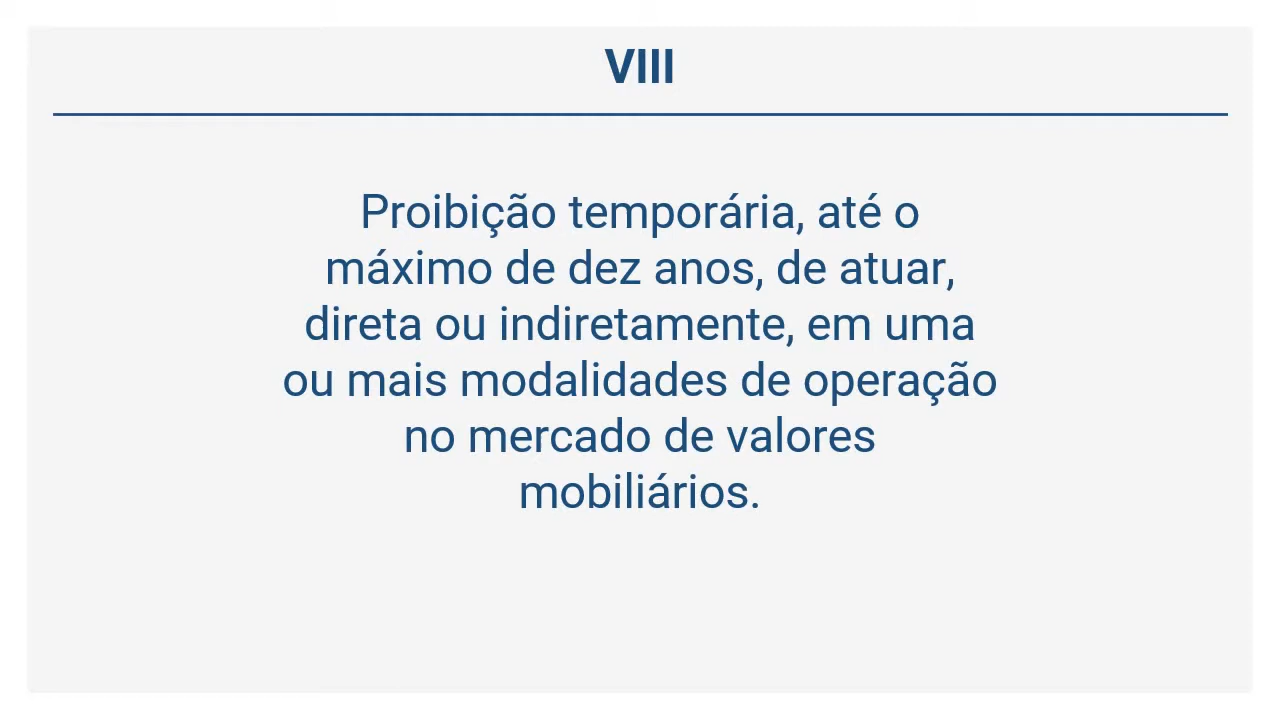 VIII
Proibição temporária, até o
máximo de dez anos, de atuar,
direta ou indiretamente, em uma
ou mais modalidades de operação
no mercado de valores
mobiliários.